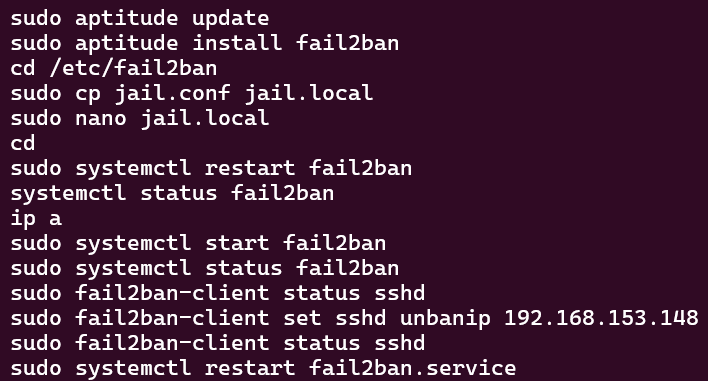 sudo aptitude update
sudo aptitude install fail2ban
cd /etc/fail2ban
sudo cp jail.conf jail.local
sudo nano jail.local
cd
sudo systemctl restart fail2ban
systemctl status fail2ban
ip a
sudo systemctl start fail2ban
sudo systemctl status fail2ban
sudo fail2ban-client status sshd
sudo fail2ban-client set sshd unbanip 192.168.153.148
sudo fail2ban-client status sshd
sudo systemctl restart fail2ban.service